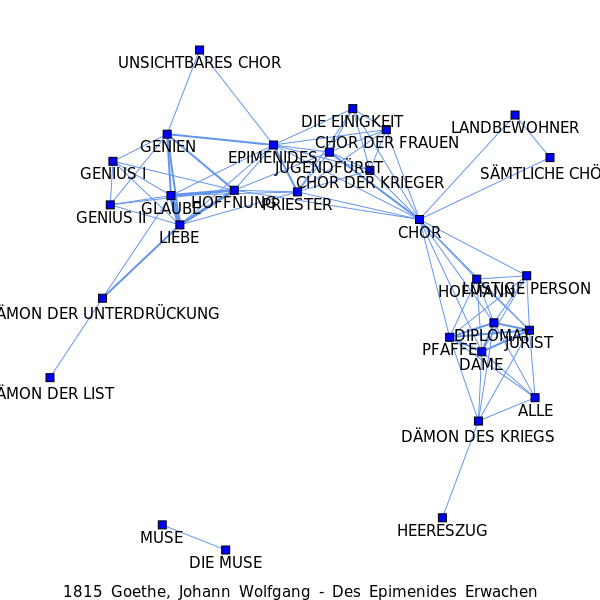 UNSICHTBARES CHOR
DIE EINIGKEIT
LANDBEWOHNER
CHOR DER FRAUEN
GENIEN
EPIMENIDES
JUGENDFÜRST
SÄMTLICHE CHÖ
GENIUS I
CHOR DER KRIEGER
HOFFNUNG
PRIESTER
GLAUBE
GENIUS II
CHOR
LIEBE
HOFMANN
LUSTIGE PERSON
ÄMON DER UNTERDRÜCKUNG
DIPLOMAT
JURIST
PFAFFE
DAME
ÄMON DER LIST
ALLE
DÄMON DES KRIEGS
HEERESZUG
MUSE
DIE MUSE
1815 Goethe, Johann Wolfgang - Des Epimenides Erwachen